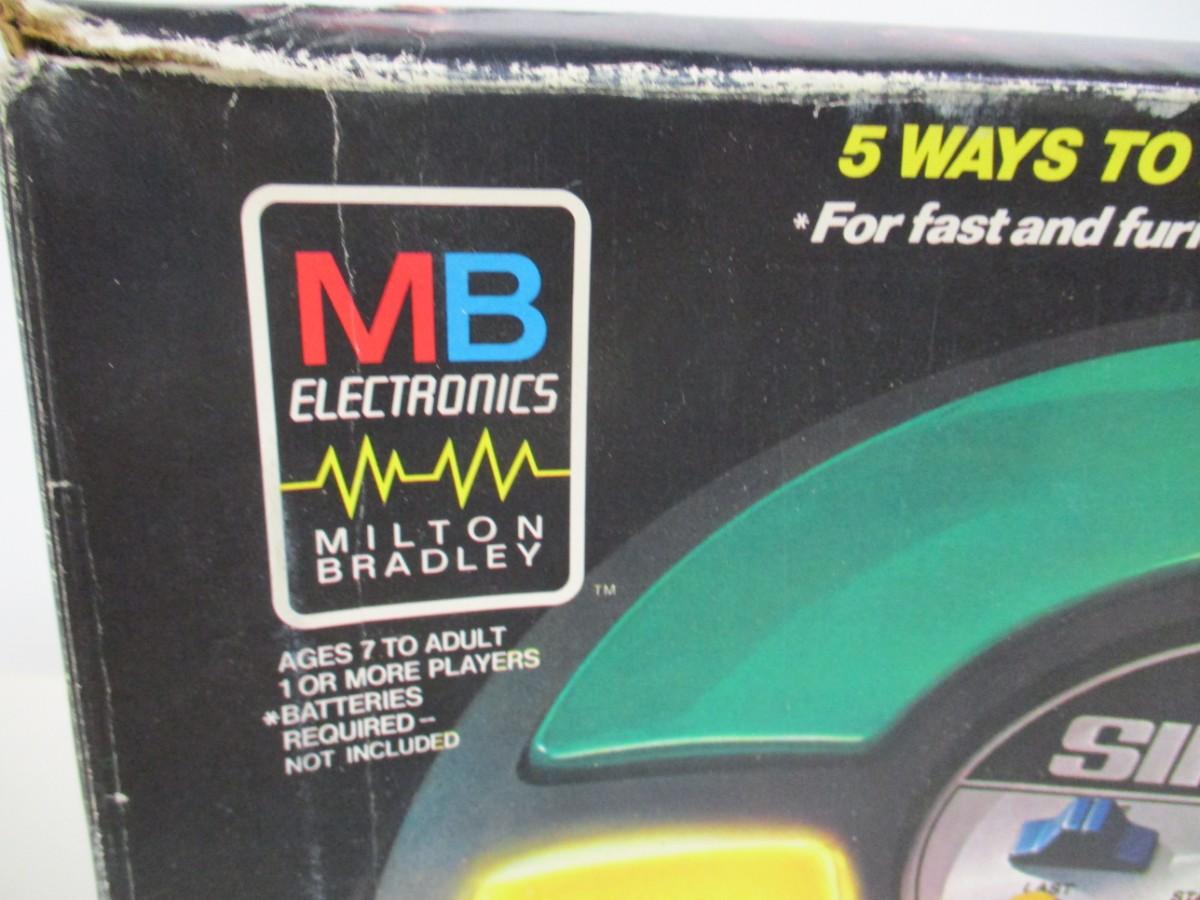 5 WAYS TO
*For fast and
MB
ELECTRONICS
MILTON
BRADLEY
TM
AGES 7 TO ADULT
1 OR MORE PLAYERS
*BATTERIES
REQUIRED –
NOT INCLUDED
LAST